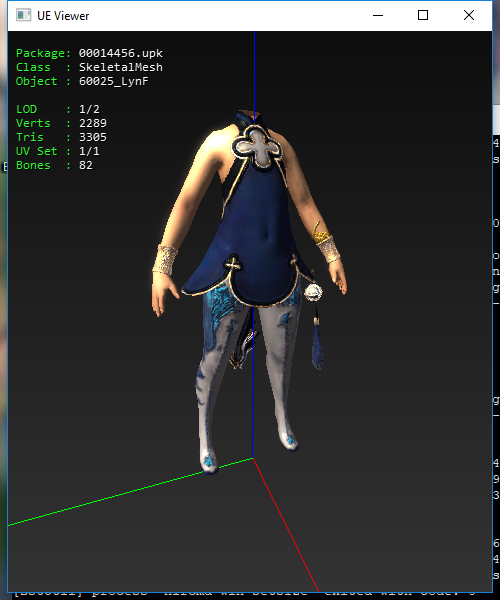 UE Viewer
Package: 00014456.upk
Class : SkeletalMesh
Object : 60025_LynF
LOD : 1/2
Verts : 2289
Tris : 3305
UV Set : 1/1
Bones : 82